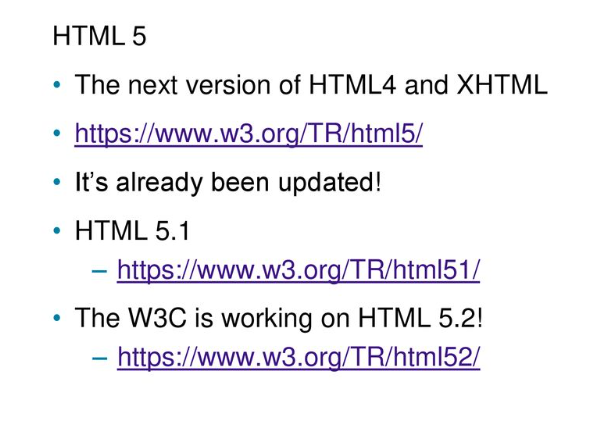 HTML 5
• The next version of HTML4 and XHTML
• https://www.w3.org/TR/html5/
• It’s already been updated!
• HTML 5.1
– https://www.w3.org/TR/html51/
• The W3C is working on HTML 5.2!
– https://www.w3.org/TR/html52/